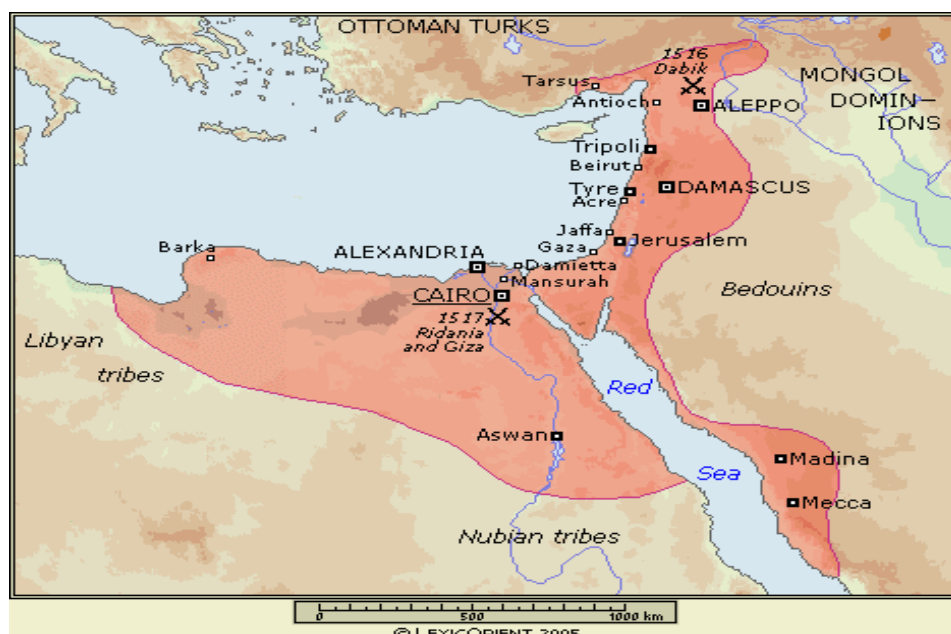 OTTOMAN TURKS
1516
Dabik
Tarsus
MONGOL
DOMIN-
IONS
Antioch
ALEPPO
Tripoli
Beirut
Tyre
DAMASCUS
Acre
Jaffa
Jerusalem
Gaza
Barka
ALEXANDRIA
Damietta
Mansurah
CAIRO
Bedouins
1517
Ridania
and Giza
Libyan
tribes
Red
Sea
Aswan
Madina
Mecca
Nubian tribes
0 500 1000 km
© LEXICORIENT 2005